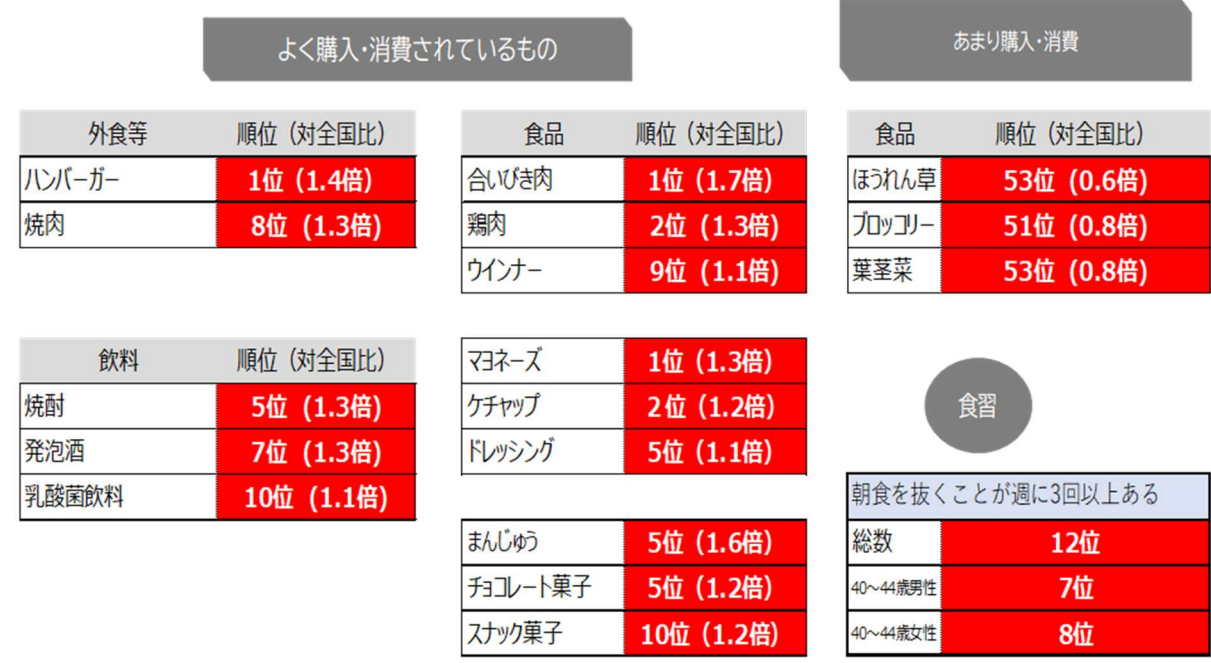 よく購入・消費されているもの
あまり購入・消費
外食等 順位（対全国比）
ハンバーガー 1位（1.4倍）
焼肉 8位（1.3倍）
食品 順位（対全国比）
合いびき肉 1位（1.7倍）
鶏肉 2位（1.3倍）
ウインナー 9位（1.1倍）
食品 順位（対全国比）
ほうれん草 53位（0.6倍）
ブロッコリー 51位（0.8倍）
葉茎菜 53位（0.8倍）
飲料 順位（対全国比）
焼酎 5位（1.3倍）
発泡酒 7位（1.3倍）
乳酸菌飲料 10位（1.1倍）
マヨネーズ 1位（1.3倍）
ケチャップ 2位（1.2倍）
ドレッシング 5位（1.1倍）
まんじゅう 5位（1.6倍）
チョコレート菓子 5位（1.2倍）
スナック菓子 10位（1.2倍）
食習
朝食を抜くことが週に3回以上ある
総数 12位
40～44歳男性 7位
40～44歳女性 8位